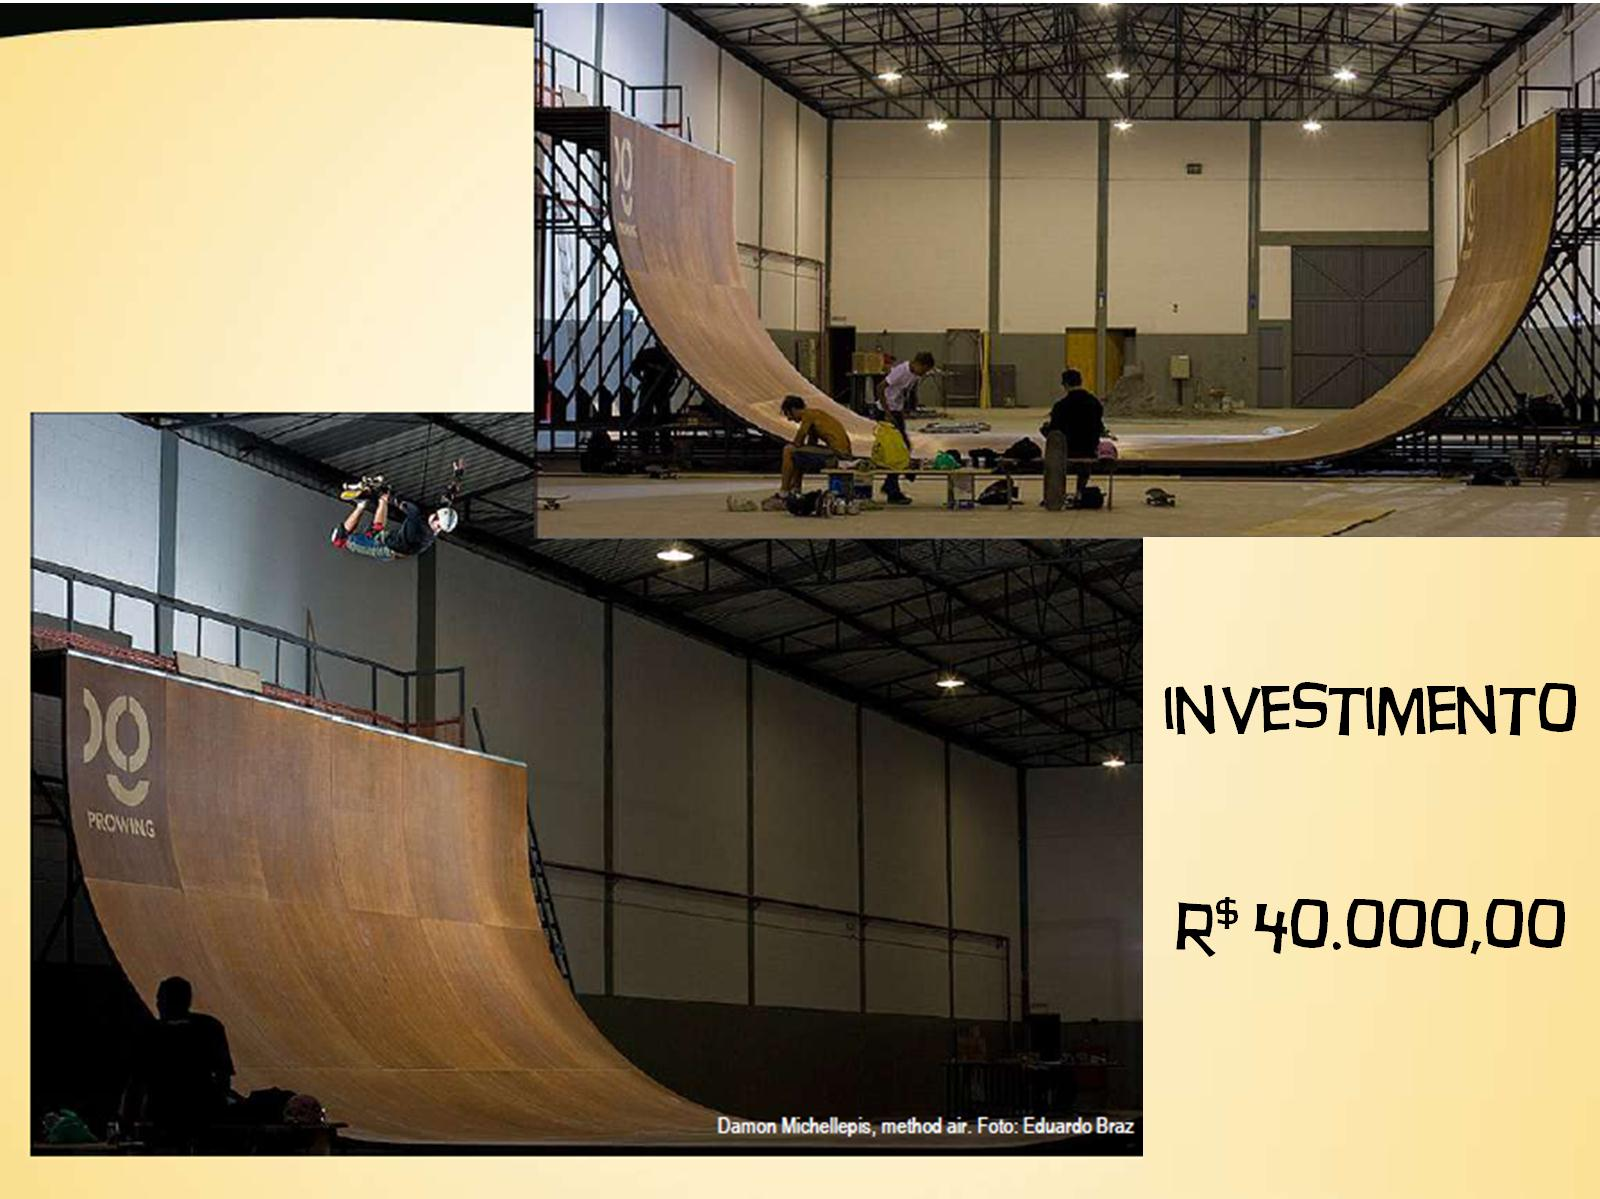 PROWING
INVESTIMENTO
R$ 40.000,00
Damon Michellepis, method air. Foto: Eduardo Braz